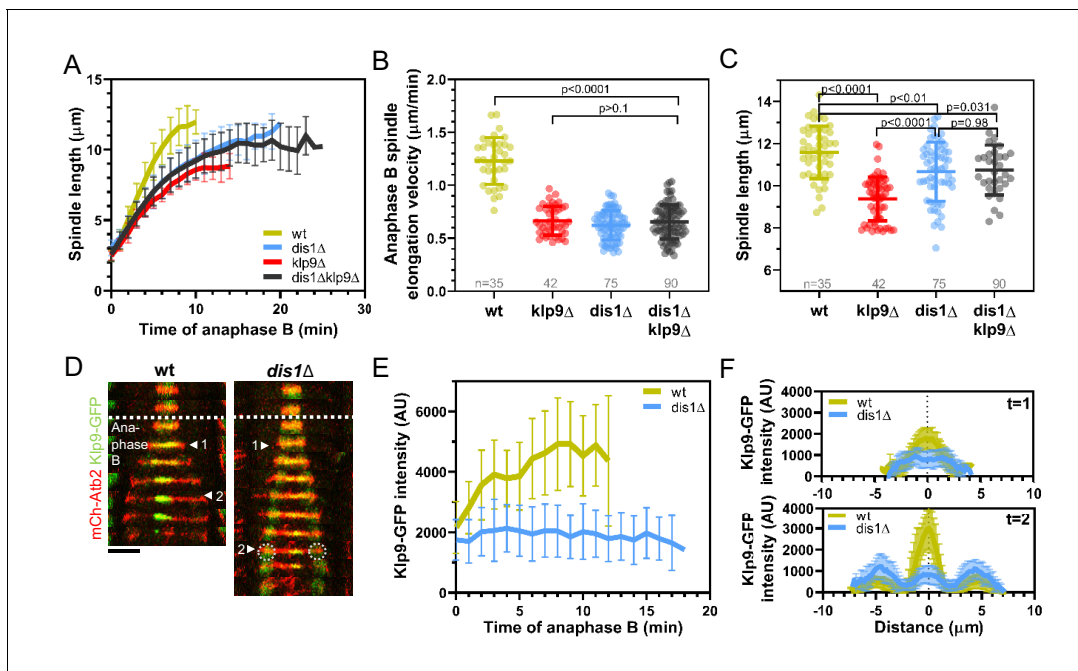 A
Spindle length (µm)
15
10
5
0
0 10 20 30
wt
dis1Δ
klp9Δ
dis1Δklp9Δ
Time of anaphase B (min)
B
Anaphase B spindle
elongation velocity (µm/min)
2.0
1.5
1.0
0.5
0.0
p<0.0001
p>0.1
n=35 42 75 90
wt klp9Δ dis1Δ dis1Δ
klp9Δ
C
Spindle length (µm)
14
12
10
8
6
p<0.0001
p<0.01
p=0.031
p<0.0001 p=0.98
n=35 42 75 90
wt klp9Δ dis1Δ dis1Δ
klp9Δ
D
wt dis1Δ
mCh-Atb2 Klp9-GFP
Ana-
phase
B
1
2
1
2
E
Klp9-GFP intensity (AU)
6000
4000
2000
0
0 5 10 15 20
wt
dis1Δ
Time of anaphase B (min)
F
Klp9-GFP
intensity (AU)
4000
3000
2000
1000
0
wt
dis1Δ
t=1
-10 -5 0 5 10
Klp9-GFP
intensity (AU)
4000
3000
2000
1000
0
wt
dis1Δ
t=2
-10 -5 0 5 10
Distance (µm)